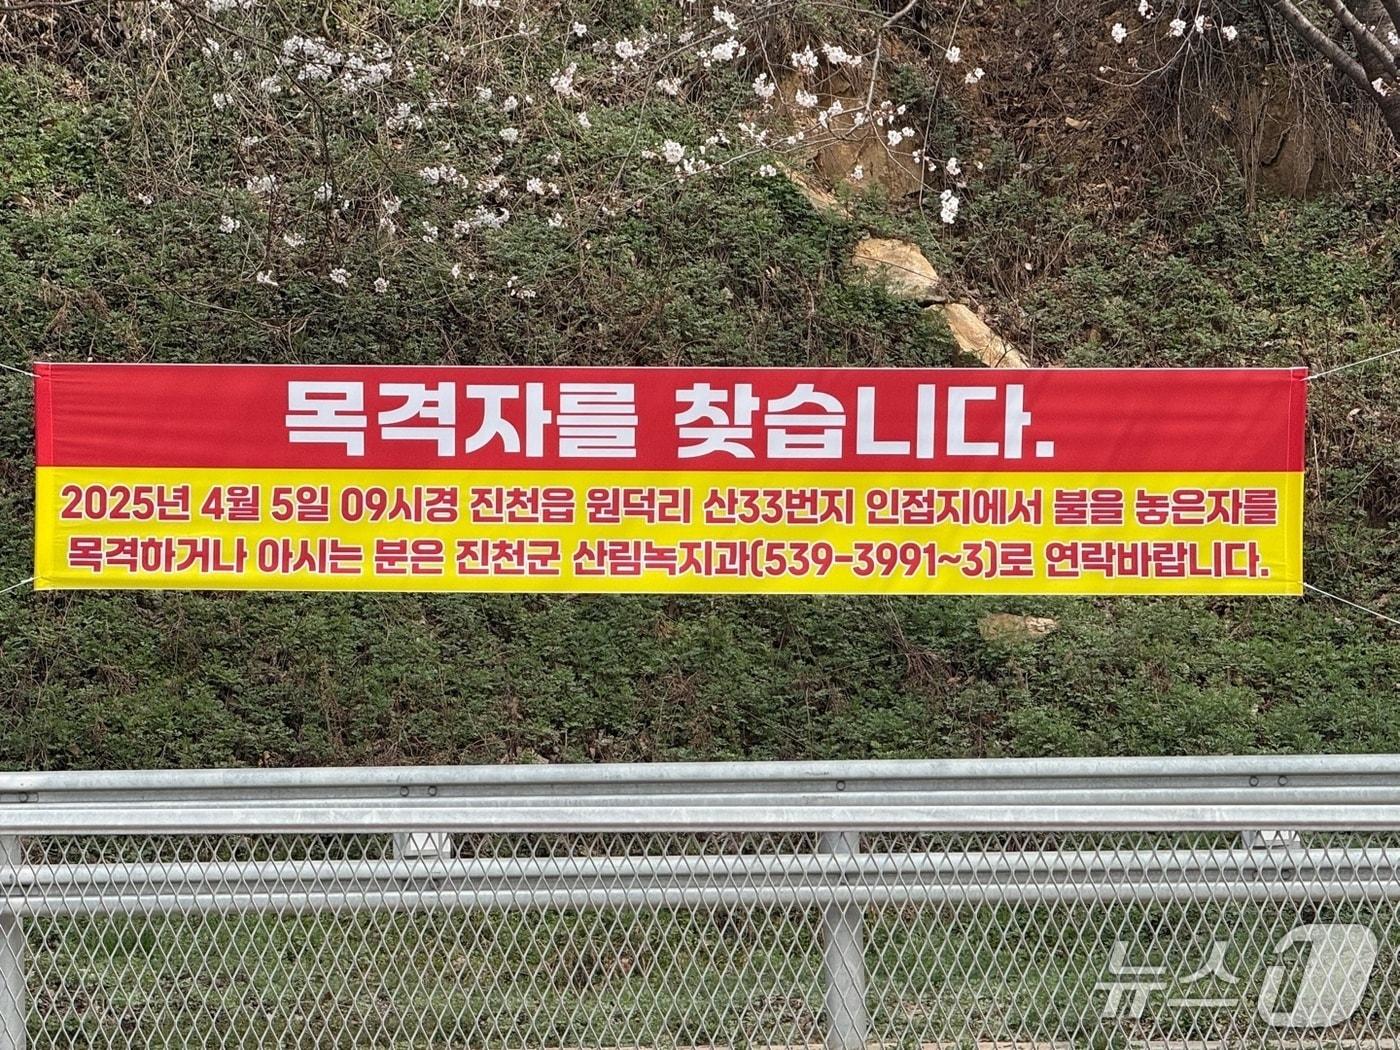 목격자를 찾습니다.
2025년 4월 5일 09시경 진천읍 원덕리 산33번지 인접지에서 불을 놓은자를
목격하거나 아시는 분은 진천군 산림녹지과(539-3991~3)로 연락바랍니다.
뉴스1